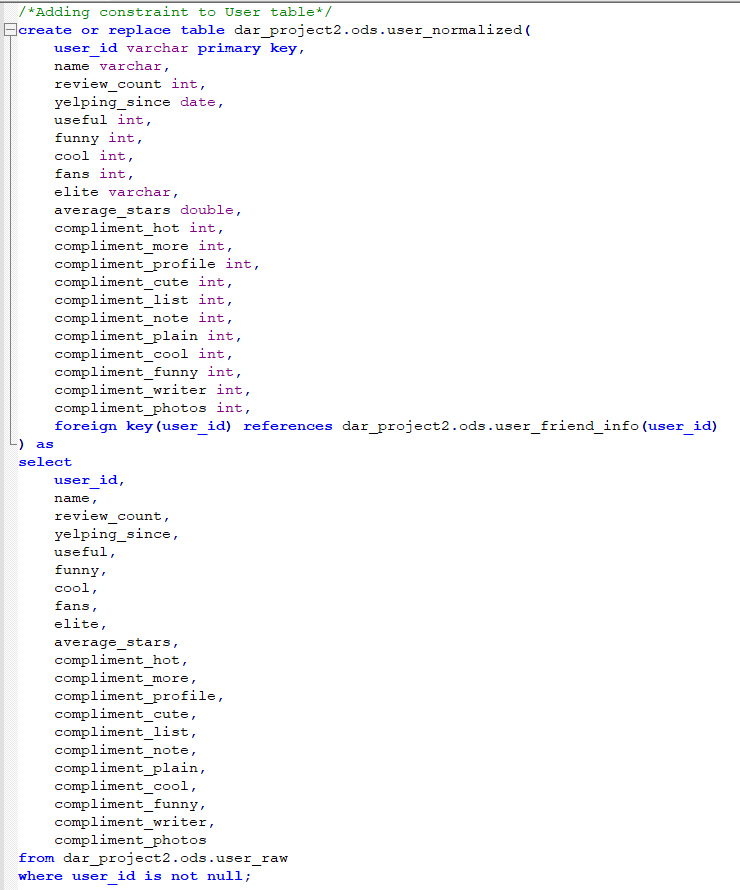 /*Adding constraint to User table*/
create or replace table dar_project2.ods.user_normalized(
    user_id varchar primary key,
    name varchar,
    review_count int,
    yelping_since date,
    useful int,
    funny int,
    cool int,
    fans int,
    elite varchar,
    average_stars double,
    compliment_hot int,
    compliment_more int,
    compliment_profile int,
    compliment_cute int,
    compliment_list int,
    compliment_note int,
    compliment_plain int,
    compliment_cool int,
    compliment_funny int,
    compliment_writer int,
    compliment_photos int,
    foreign key(user_id) references dar_project2.ods.user_friend_info(user_id)
) as
select
    user_id,
    name,
    review_count,
    yelping_since,
    useful,
    funny,
    cool,
    fans,
    elite,
    average_stars,
    compliment_hot,
    compliment_more,
    compliment_profile,
    compliment_cute,
    compliment_list,
    compliment_note,
    compliment_plain,
    compliment_cool,
    compliment_funny,
    compliment_writer,
    compliment_photos
from dar_project2.ods.user_raw
where user_id is not null;